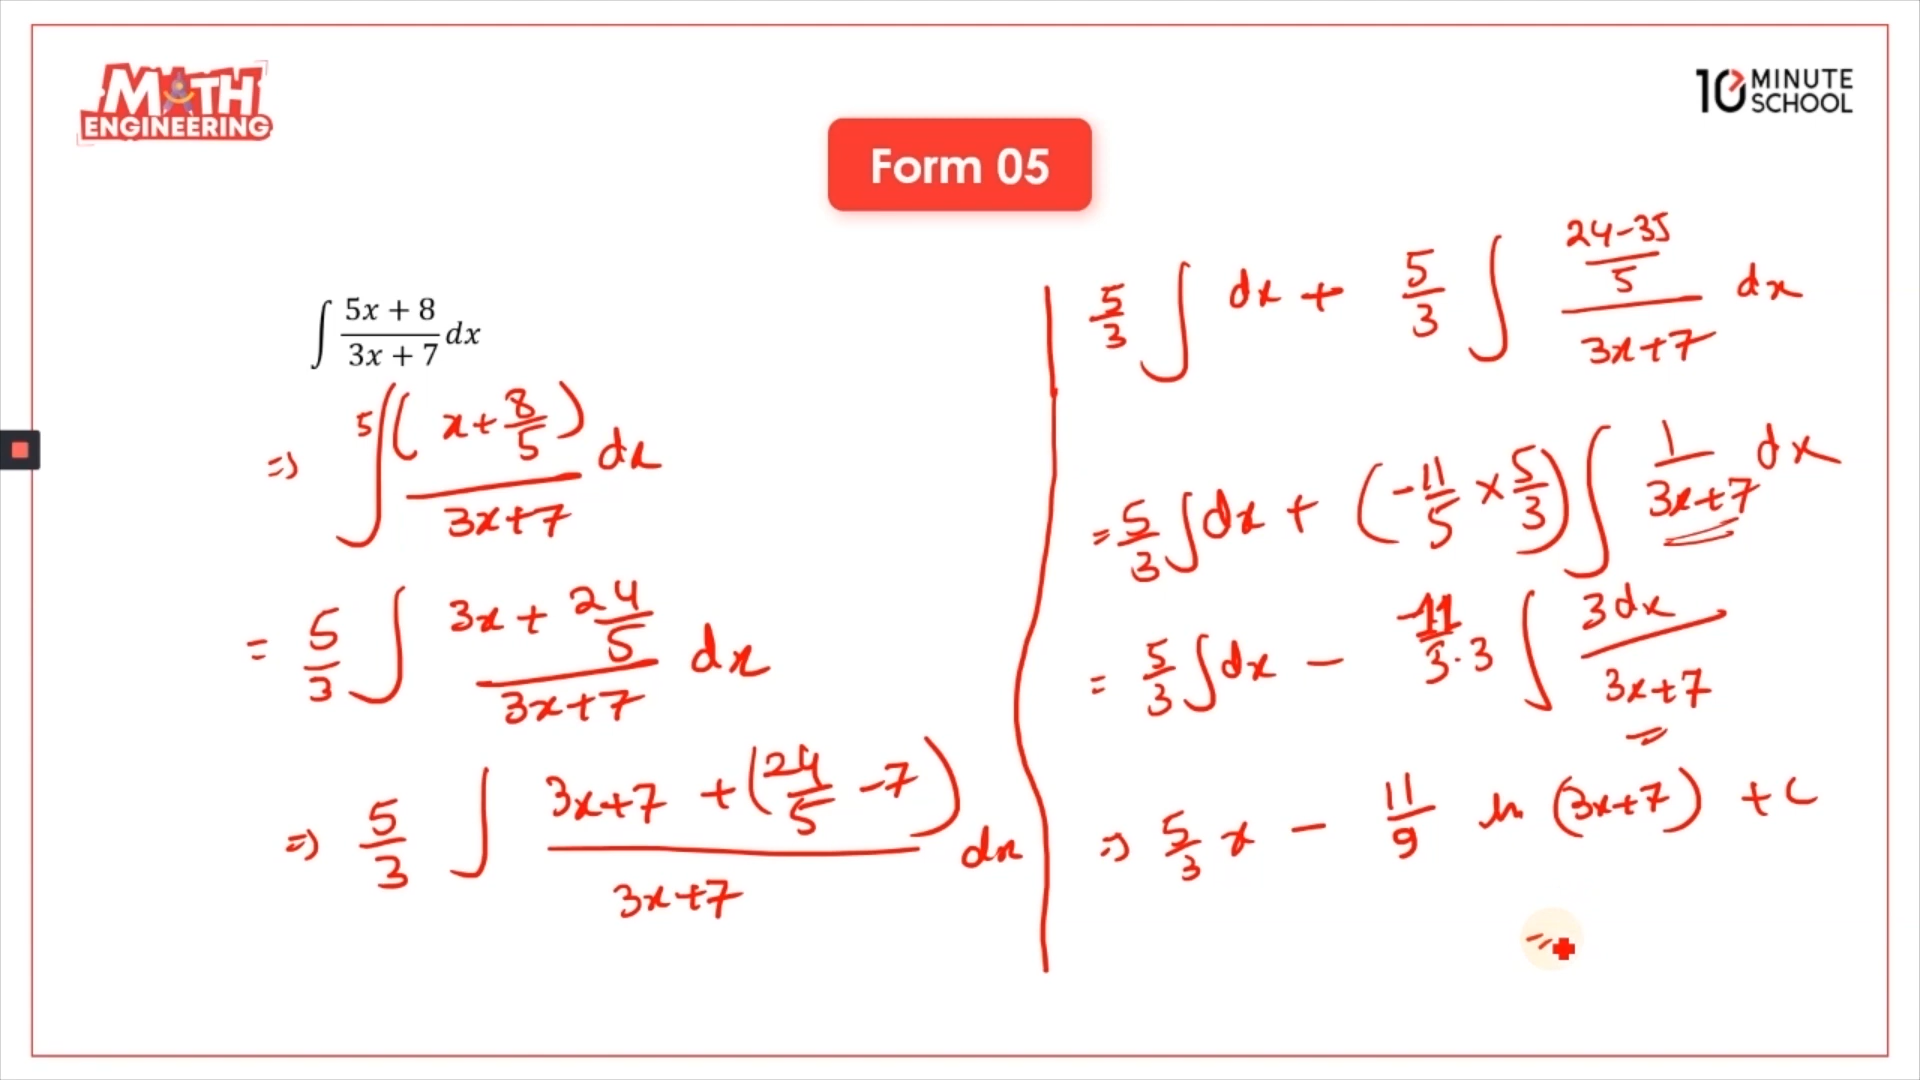 MATH
ENGINEERING
10 MINUTE
SCHOOL
Form 05
∫ (5x + 8)/(3x + 7) dx
⇒ 5∫ (x + 8/5)/(3x+7) dx
= 5/3 ∫ (3x + 24/5)/(3x+7) dx
⇒ 5/3 ∫ (3x+7 + (24/5 - 7))/(3x+7) dx
5/3 ∫ dx + 5/3 ∫ ((24-35)/5)/(3x+7) dx
= 5/3 ∫ dx + (-11/5 × 5/3) ∫ 1/(3x+7) dx
= 5/3 ∫ dx - 11/(3·3) ∫ 3dx/(3x+7)
⇒ 5/3 x - 11/9 ln (3x+7) + c